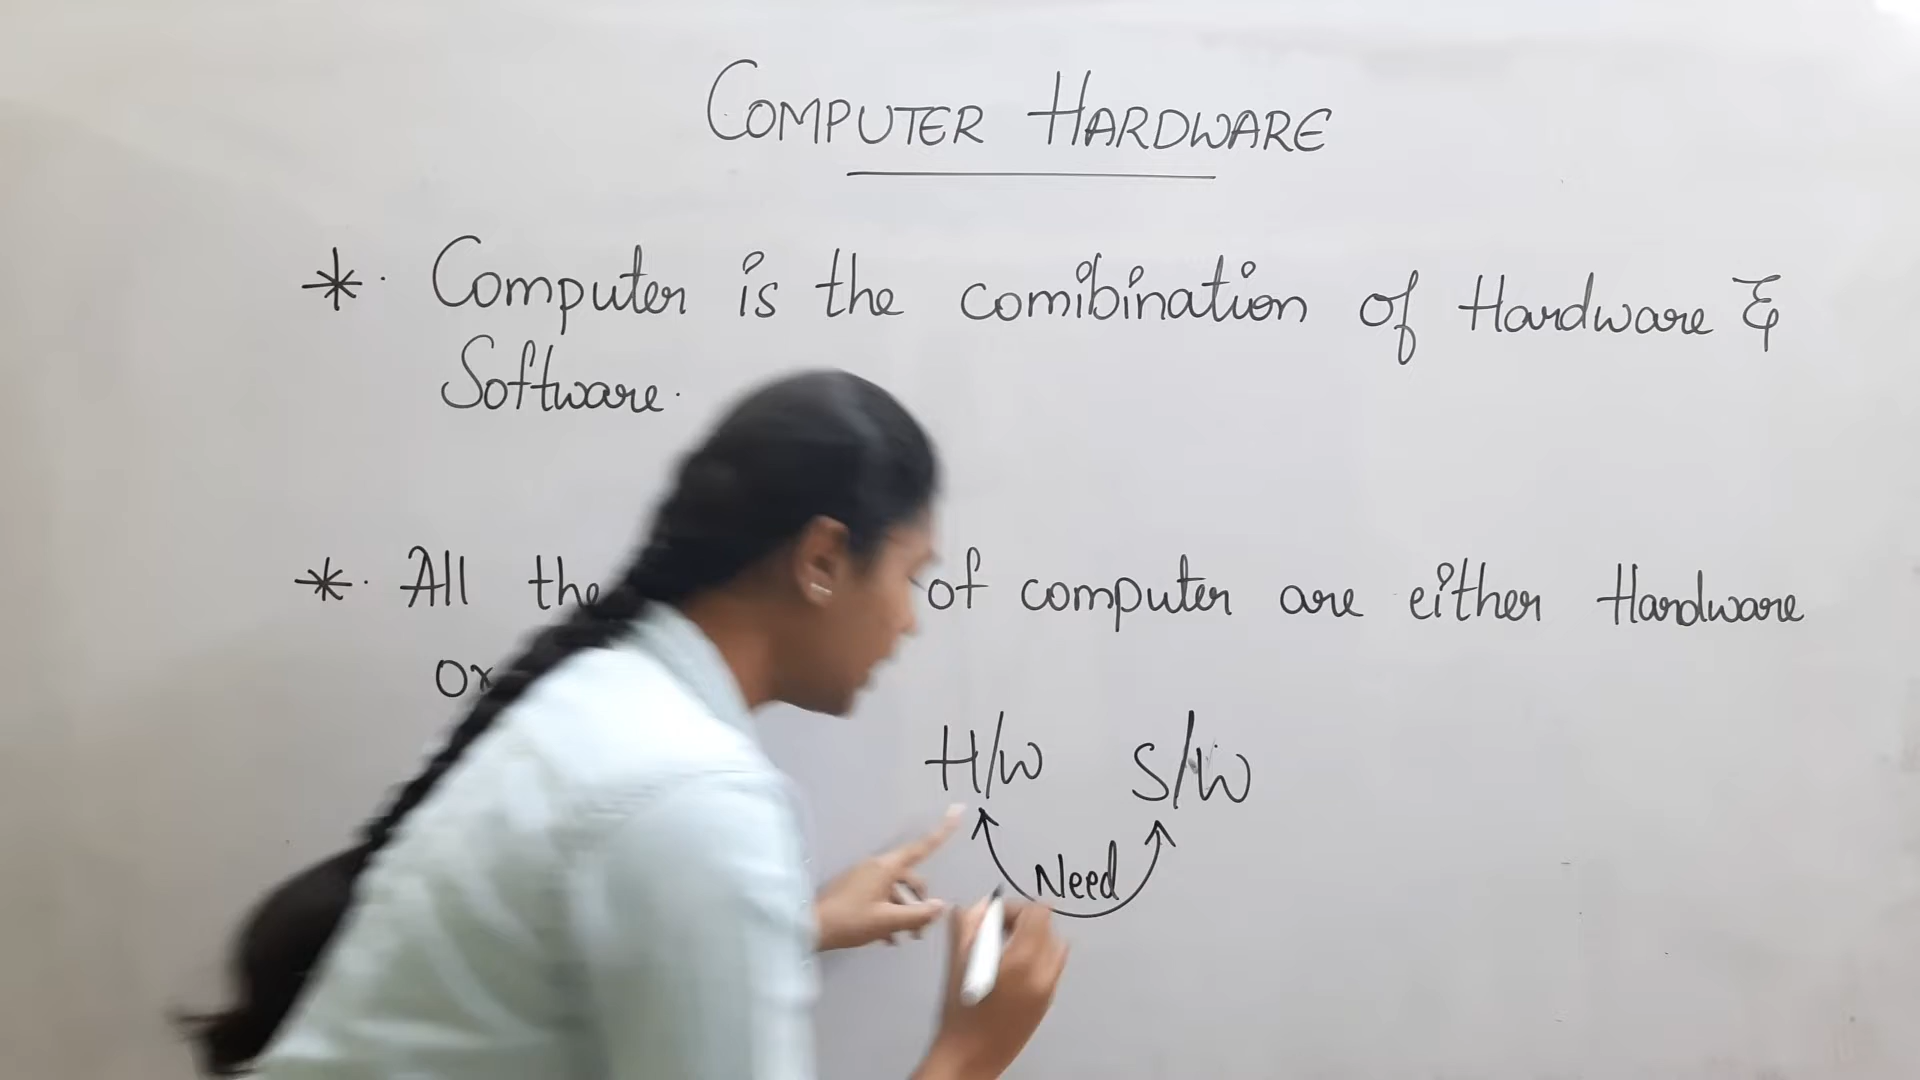 COMPUTER HARDWARE
* Computer is the comibination of Hardware &
Software.
* All the of computer are either Hardware
or
H/W S/W
Need